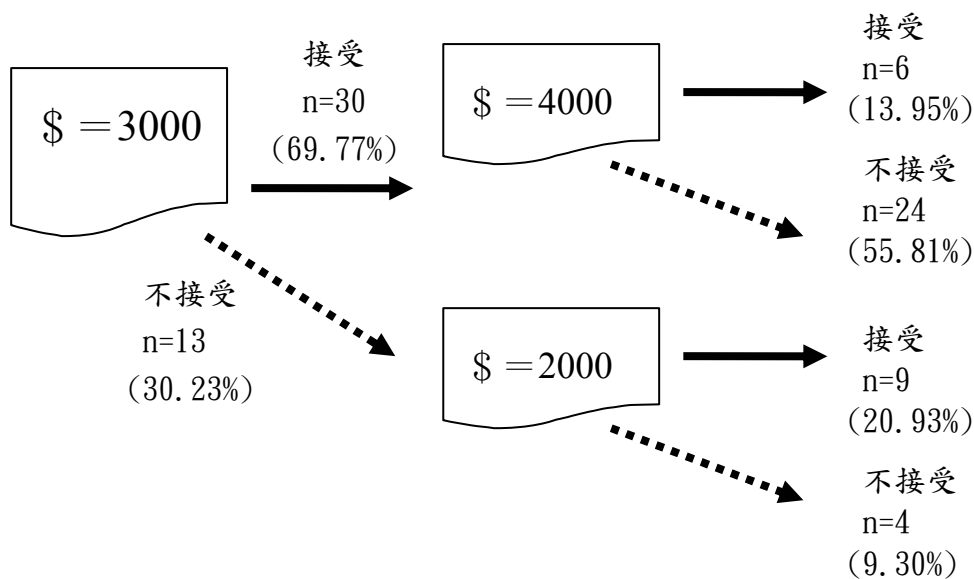 $＝3000
接受
n=30
(69.77%)
不接受
n=13
(30.23%)
$＝4000
接受
n=6
(13.95%)
不接受
n=24
(55.81%)
$＝2000
接受
n=9
(20.93%)
不接受
n=4
(9.30%)